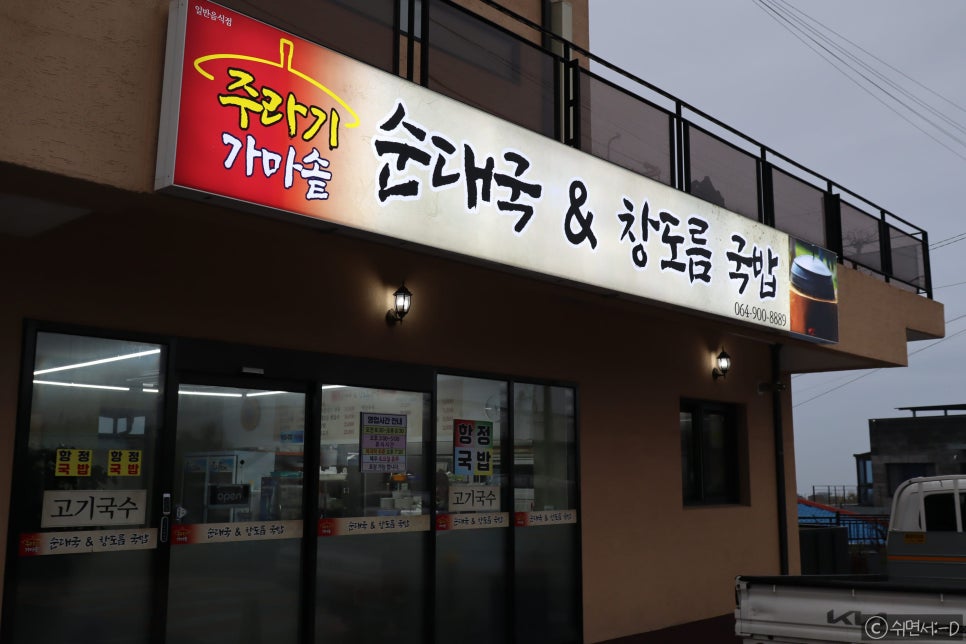 일반음식점
주라기
가마솥
순대국 & 창도름 국밥
064-900-8889
영업시간 안내
항정
국밥
항정
국밥
항정
국밥
고기국수
고기국수
open
순대국 & 창도름 국밥
순대국 & 창도름 국밥
순대국 & 창도름 국밥
순대국 & 창도름 국밥
순대국 & 창도름 국밥
© 쉬면서:-D